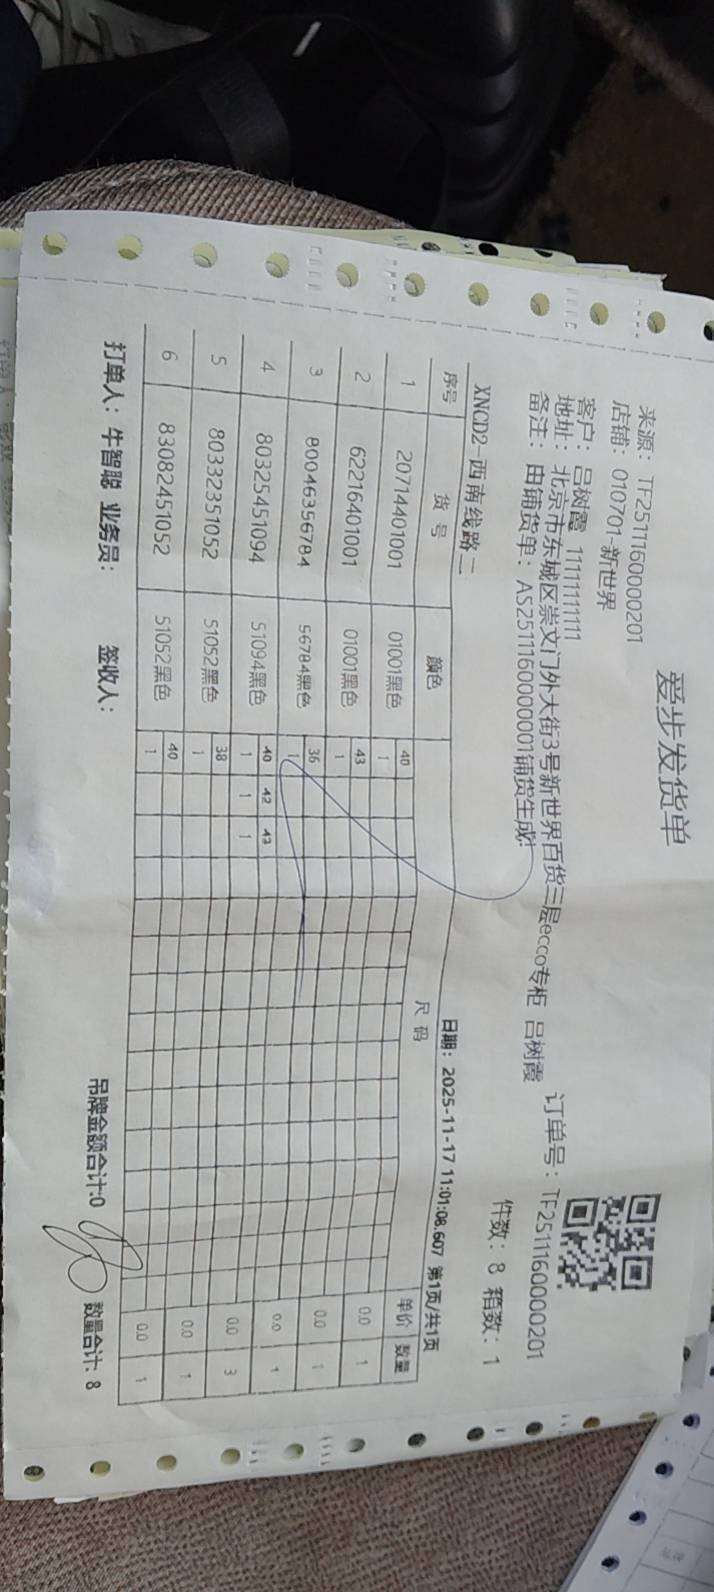 爱步发货单
来源：TF2511160000201
店铺：010701-新世界
客户：吕树霞 11111111111
订单号：TF2511160000201
地址：北京市东城区崇文门外大街3号新世界百货三层ecco专柜 吕树霞
备注：由铺货单：AS2511160000001铺货生成!
件数：8 箱数：1
XNCD2-西南线路二
日期：2025-11-17 11:01:08.607 第1页/共1页
序号 货号 颜色 尺码 单价 数量
40
1 20714401001 01001黑色 1 0.0 1
43
2 62216401001 01001黑色 1 0.0 1
36
3 80046356784 56784黑色 1 0.0 1
40 42 43
4 80325451094 51094黑色 1 1 1 0.0 3
38
5 80332351052 51052黑色 1 0.0 1
40
6 83082451052 51052黑色 1 0.0 1
打单人：牛智聪 业务员： 签收人： 吊牌金额合计:0 数量合计: 8